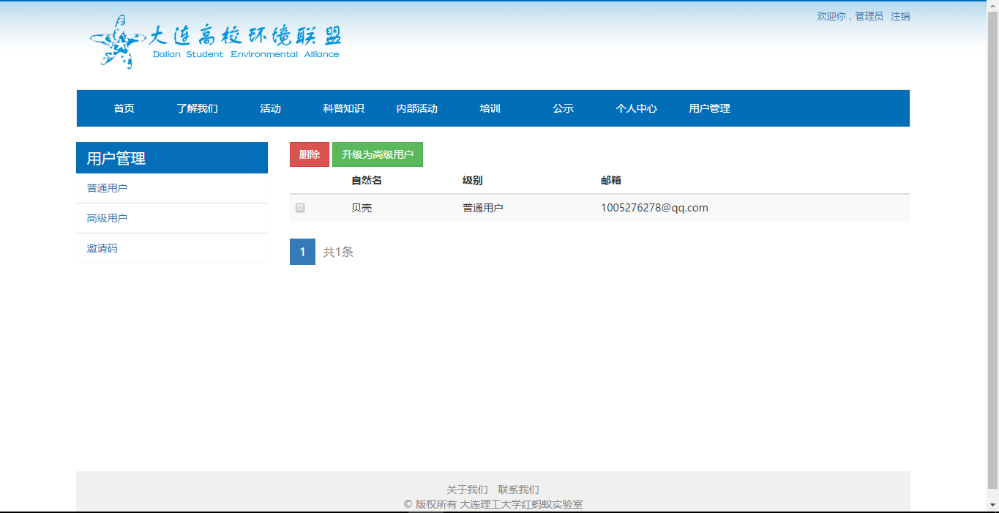 欢迎你，管理员 注销
大连高校环境联盟
Dalian Student Environmental Alliance
首页 了解我们 活动 科普知识 内部活动 培训 公示 个人中心 用户管理
用户管理
普通用户
高级用户
邀请码
删除 升级为高级用户
自然名 级别 邮箱
贝壳 普通用户 1005276278@qq.com
1 共1条
关于我们 联系我们
© 版权所有 大连理工大学红蚂蚁实验室